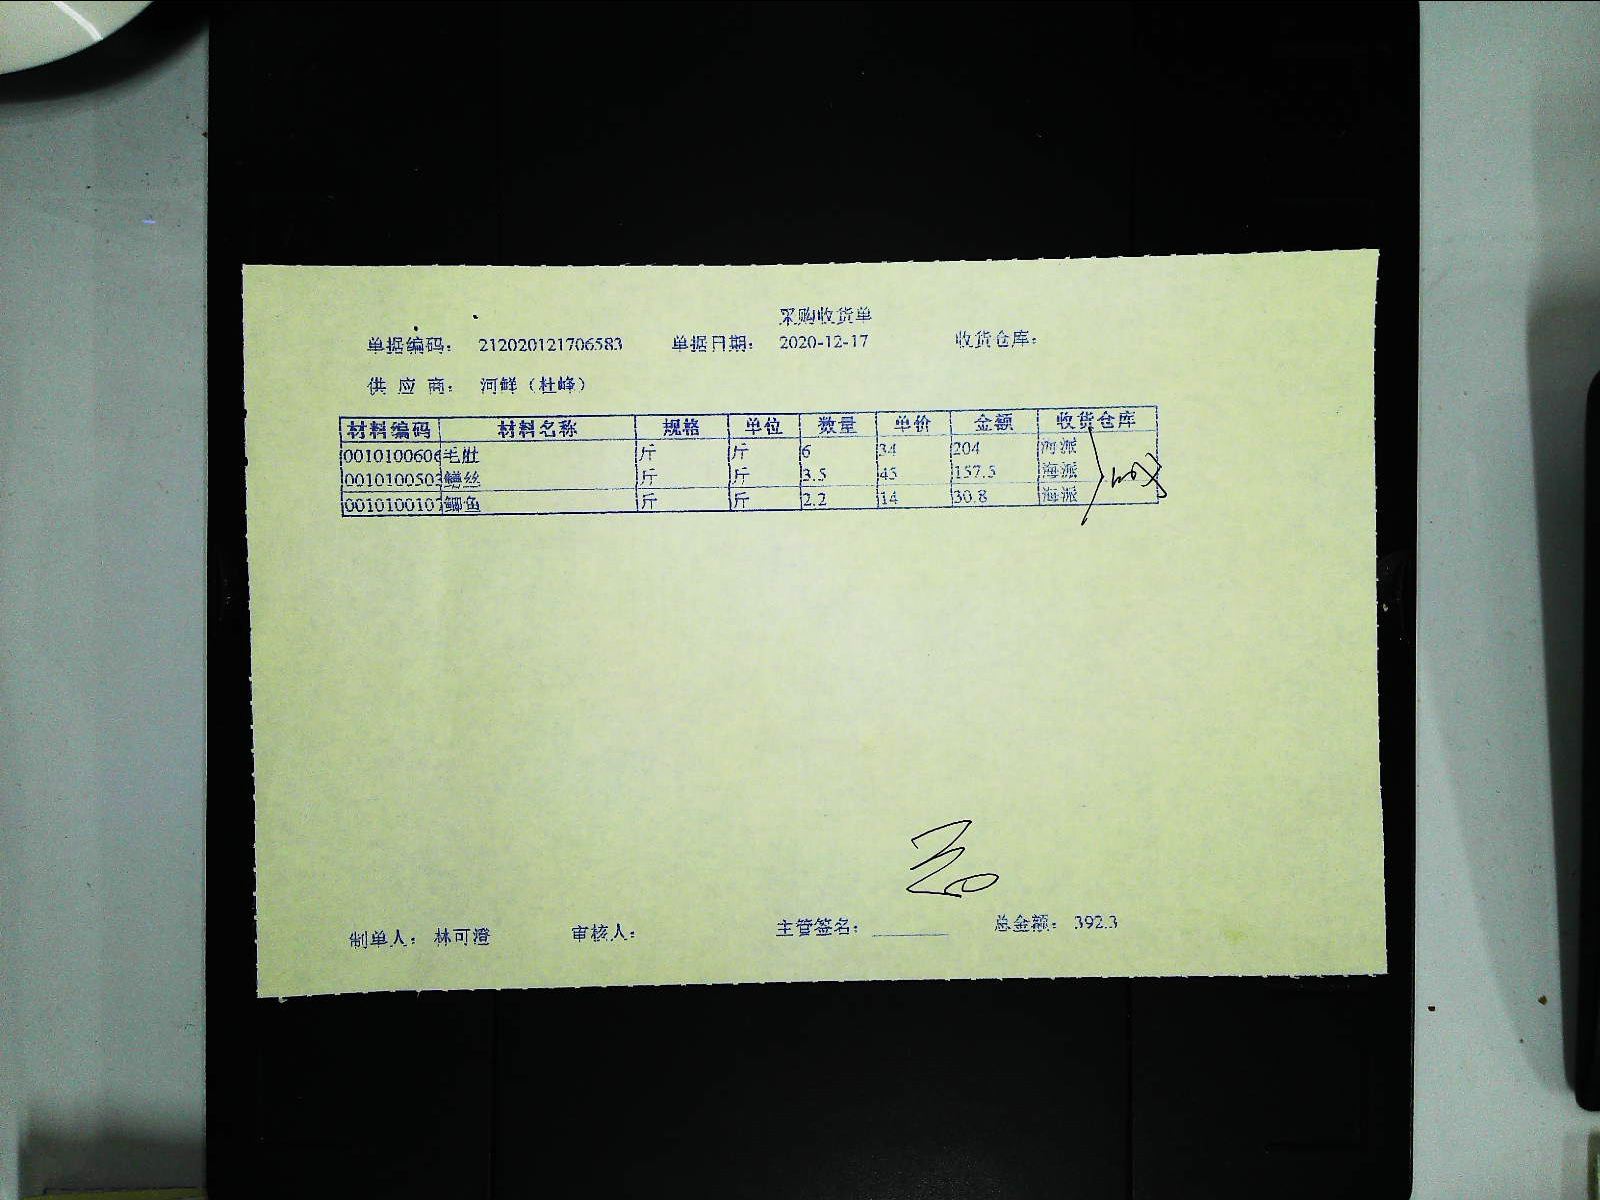 采购收货单
单据编码： 212020121706583 单据日期： 2020-12-17 收货仓库：
供 应 商： 河鲜（杜峰）
材料编码 材料名称 规格 单位 数量 单价 金额 收货仓库
0010100606 毛肚 斤 斤 6 34 204 海派
001010050 鳝丝 斤 斤 3.5 45 157.5 海派
001010010 鲫鱼 斤 斤 2.2 14 30.8 海派
制单人： 林可澄 审核人： 主管签名： 总金额： 392.3